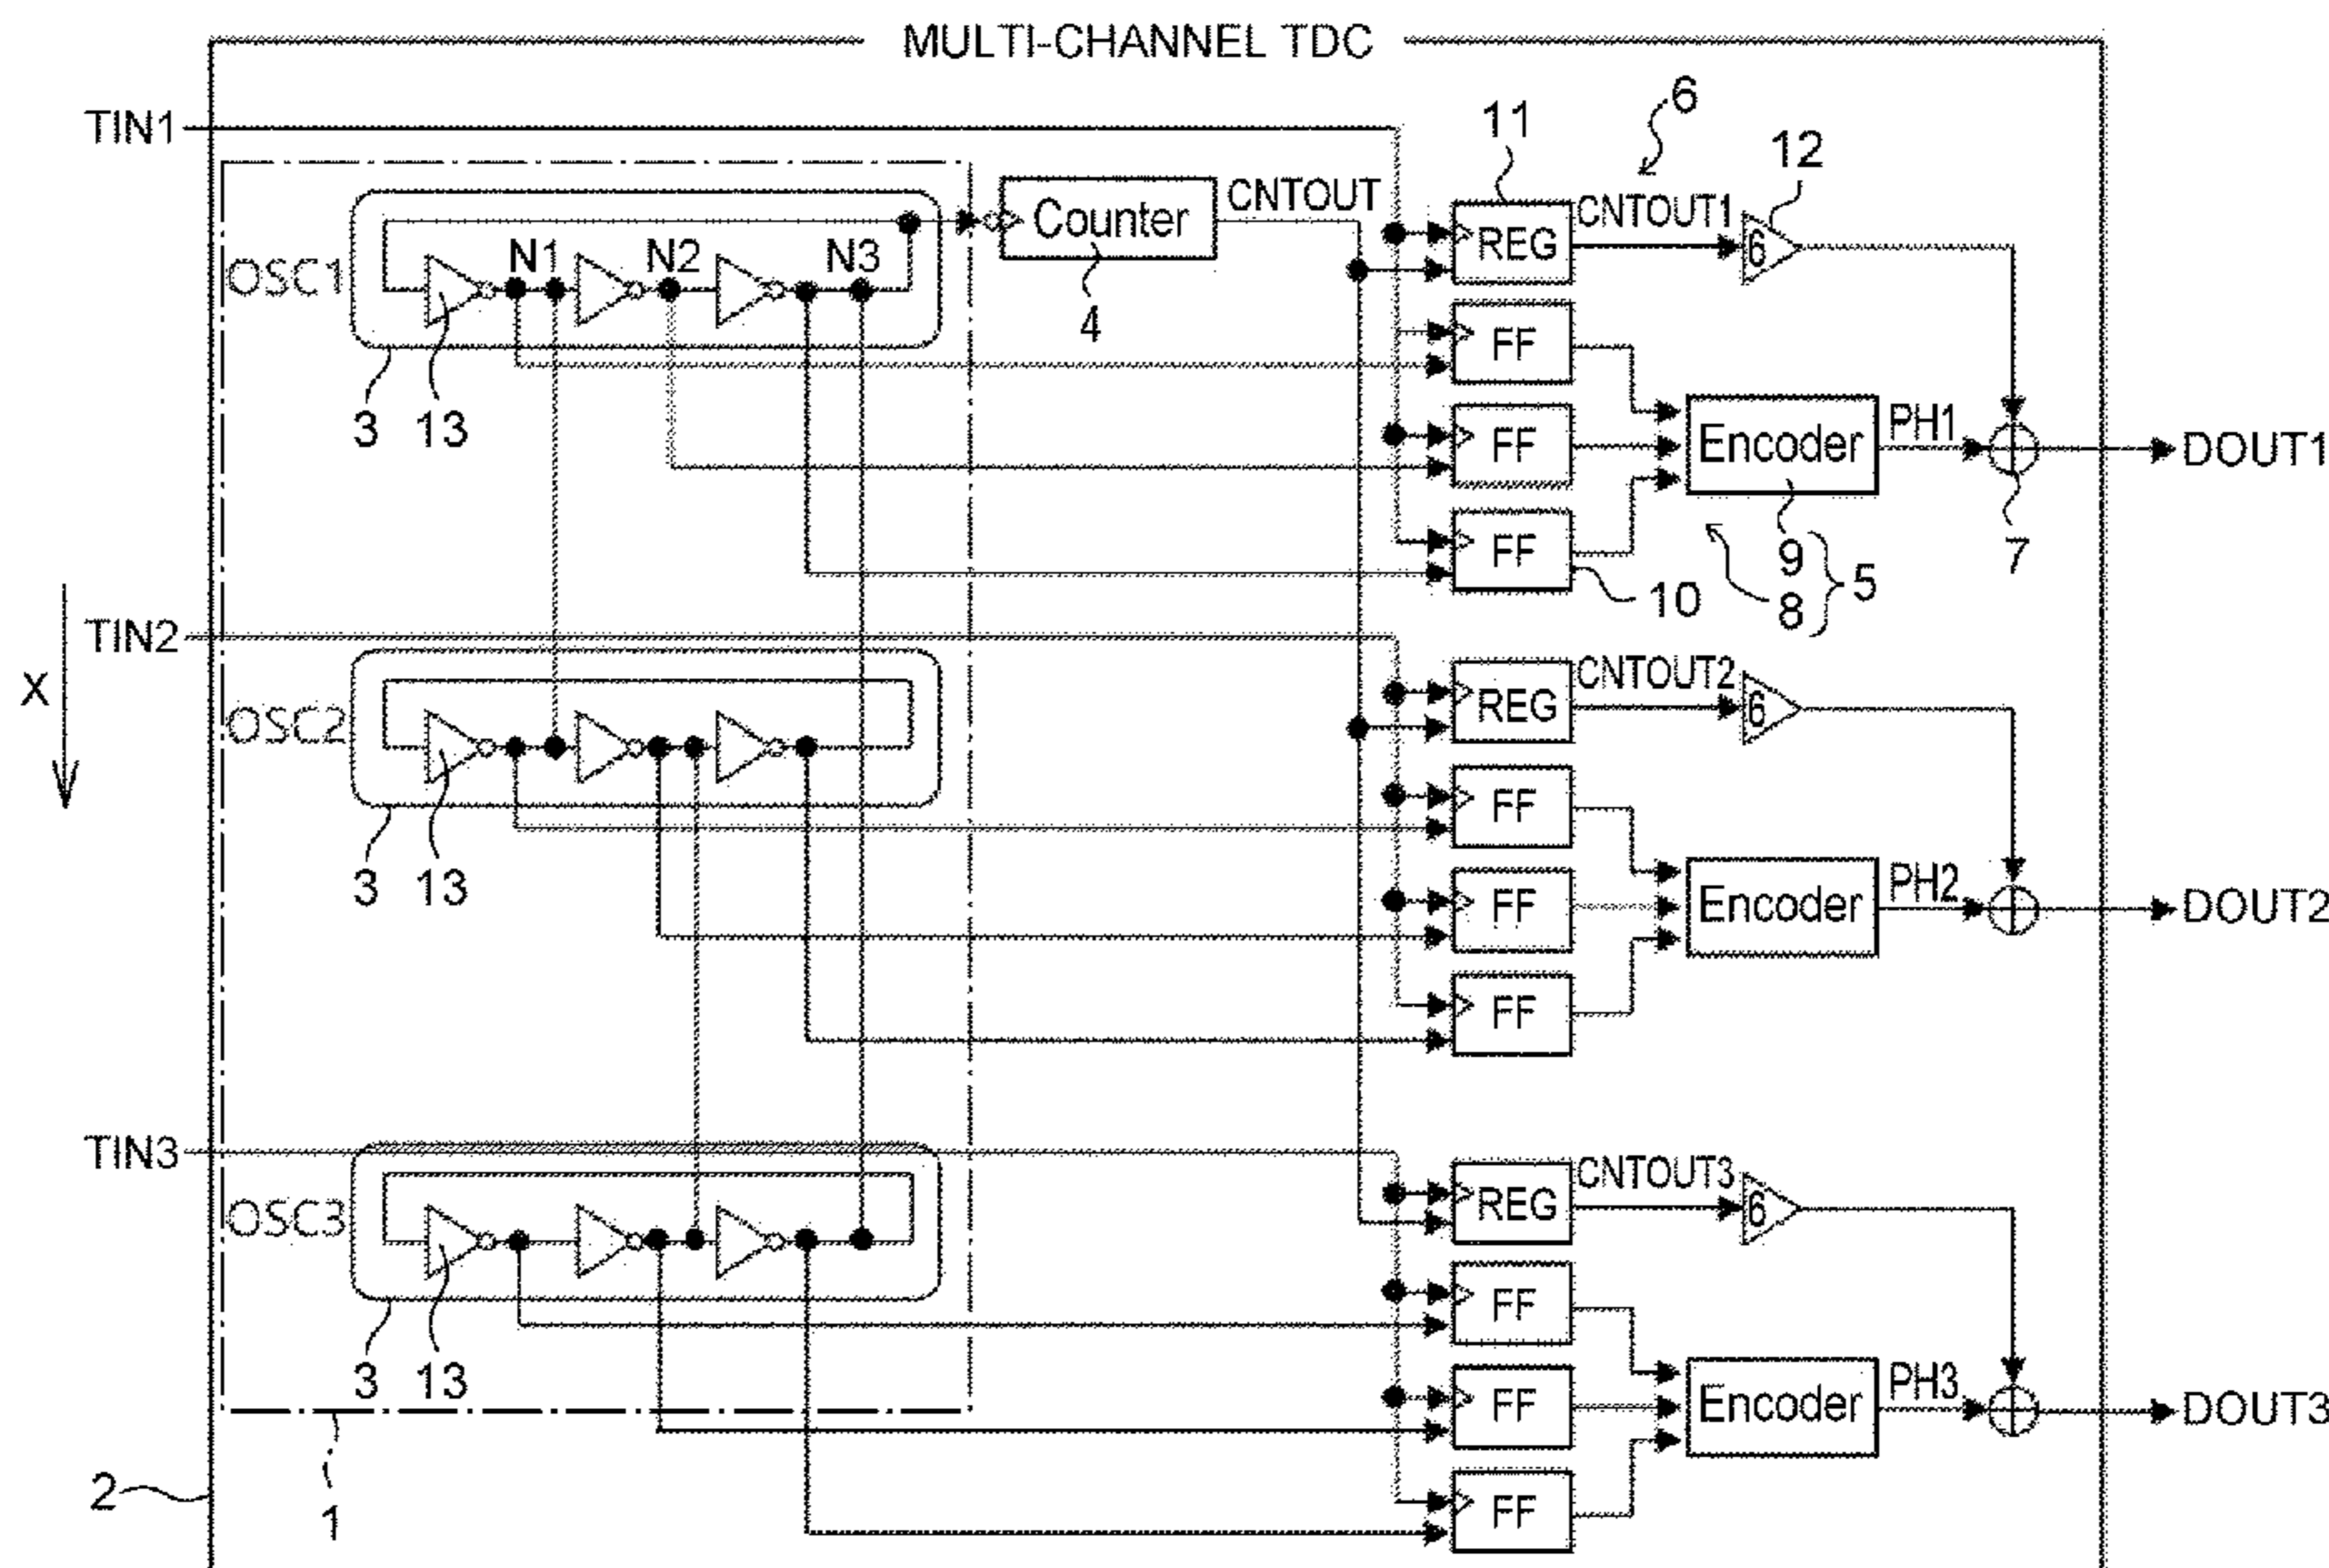 MULTI-CHANNEL TDC
TIN1
6
11
12
CNTOUT
CNTOUT1
Counter
REG
6
OSC1
N1
N2
N3
4
FF
3
13
FF
Encoder
PH1
DOUT1
FF
10
9
8
5
7
TIN2
X
OSC2
REG
CNTOUT2
6
FF
3
13
FF
Encoder
PH2
DOUT2
FF
TIN3
OSC3
REG
CNTOUT3
6
FF
3
13
FF
Encoder
PH3
DOUT3
2
1
FF